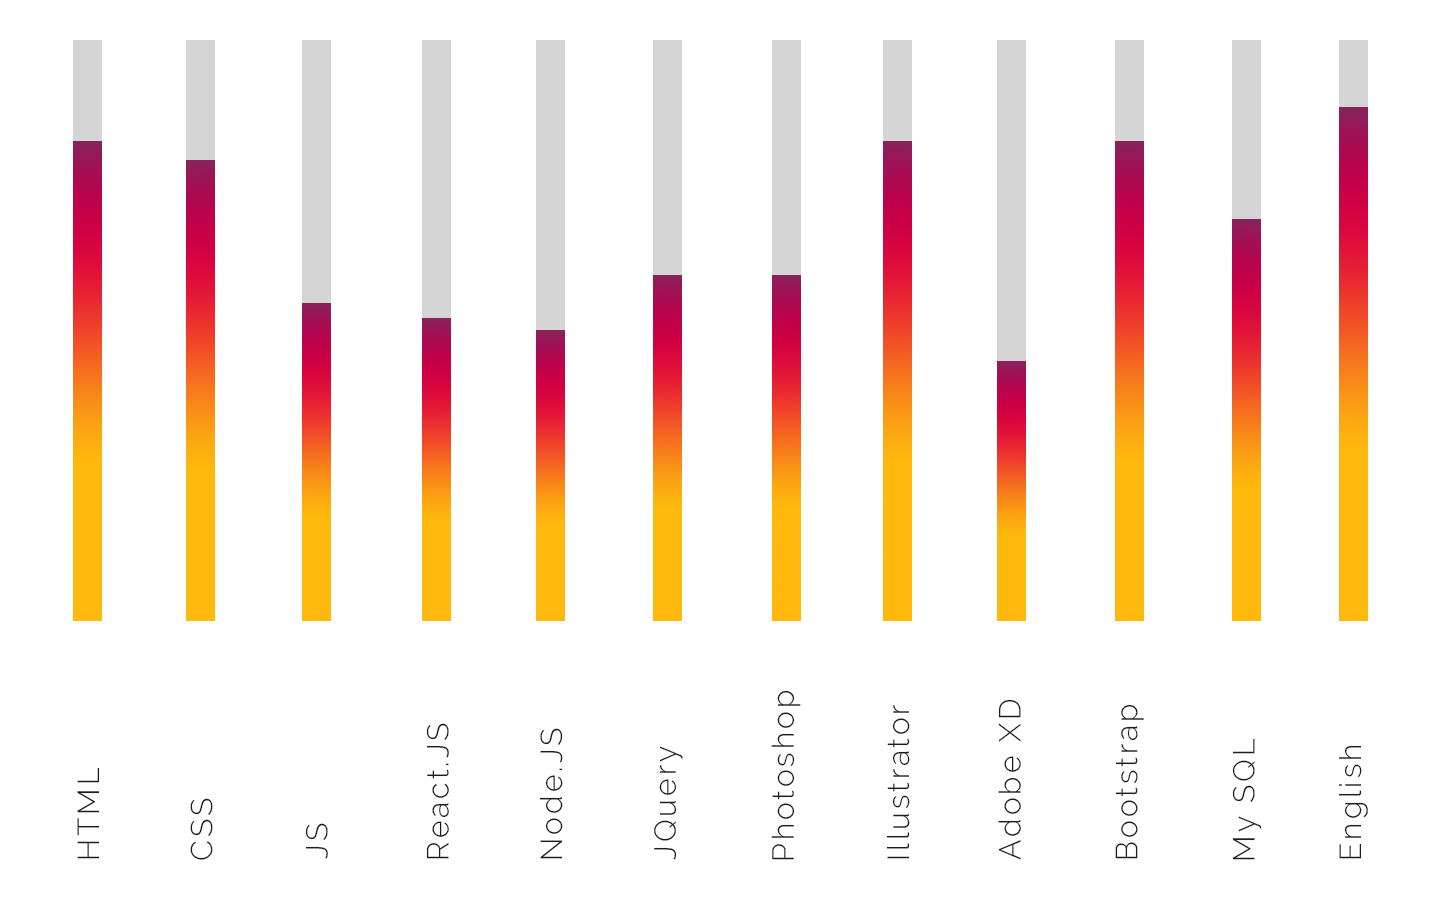 HTML
CSS
JS
React.JS
Node.JS
JQuery
Photoshop
Illustrator
Adobe XD
Bootstrap
My SQL
English